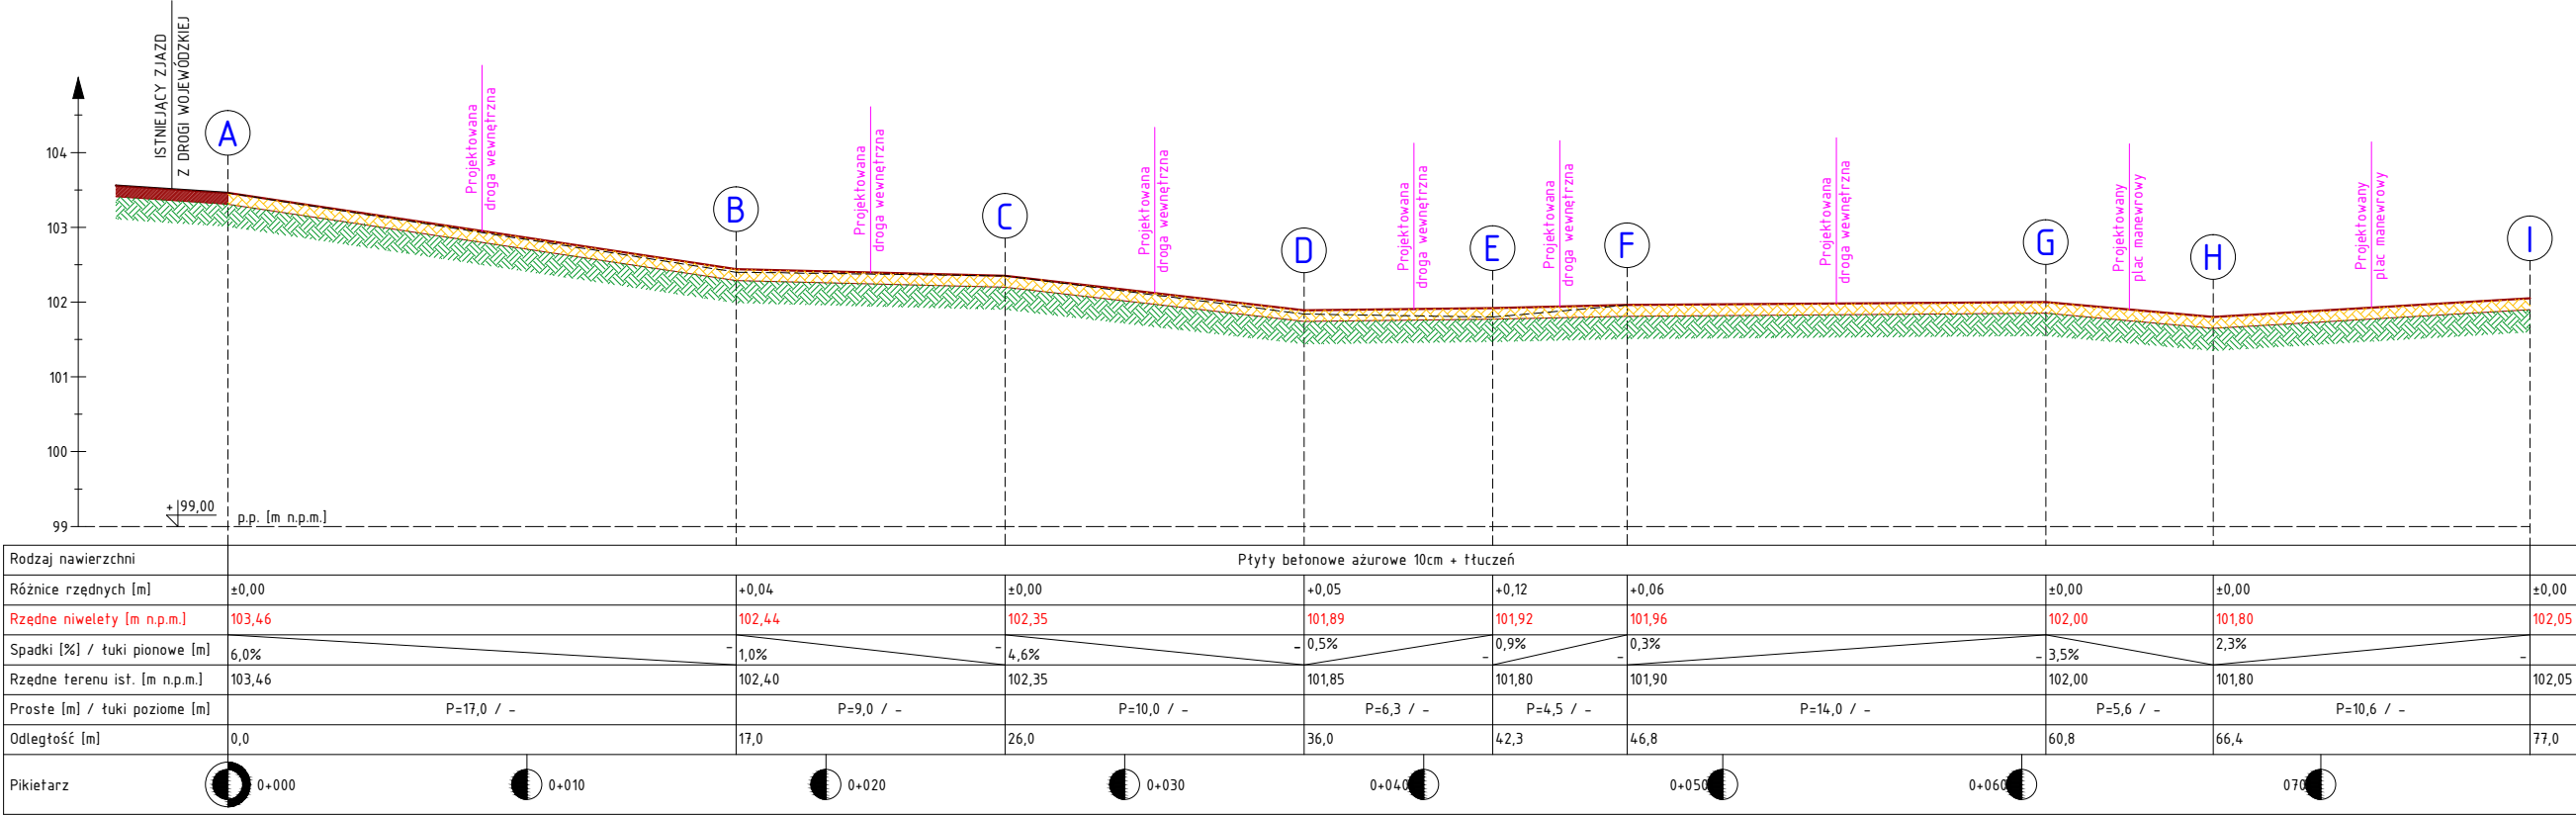 ISTNIEJĄCY ZJAZD
Z DROGI WOJEWÓDZKIEJ
A
Projektowana
droga wewnętrzna
B
Projektowana
droga wewnętrzna
C
Projektowana
droga wewnętrzna
D
Projektowana
droga wewnętrzna
E
Projektowana
droga wewnętrzna
F
Projektowana
droga wewnętrzna
G
Projektowany
plac manewrowy
H
Projektowany
plac manewrowy
I
104
103
102
101
100
99
+ 99,00
p.p. [m n.p.m.]
Rodzaj nawierzchni Płyty betonowe ażurowe 10cm + tłuczeń
Różnice rzędnych [m] ±0,00 +0,04 ±0,00 +0,05 +0,12 +0,06 ±0,00 ±0,00 ±0,00
Rzędne niwelety [m n.p.m.] 103,46 102,44 102,35 101,89 101,92 101,96 102,00 101,80 102,05
Spadki [%] / łuki pionowe [m] 6,0% - 1,0% - 4,6% - 0,5% - 0,9% - 0,3% - 3,5% 2,3% -
Rzędne terenu ist. [m n.p.m.] 103,46 102,40 102,35 101,85 101,80 101,90 102,00 101,80 102,05
Proste [m] / łuki poziome [m] P=17,0 / - P=9,0 / - P=10,0 / - P=6,3 / - P=4,5 / - P=14,0 / - P=5,6 / - P=10,6 / -
Odległość [m] 0,0 17,0 26,0 36,0 42,3 46,8 60,8 66,4 77,0
Pikietarz 0+000 0+010 0+020 0+030 0+040 0+050 0+060 070